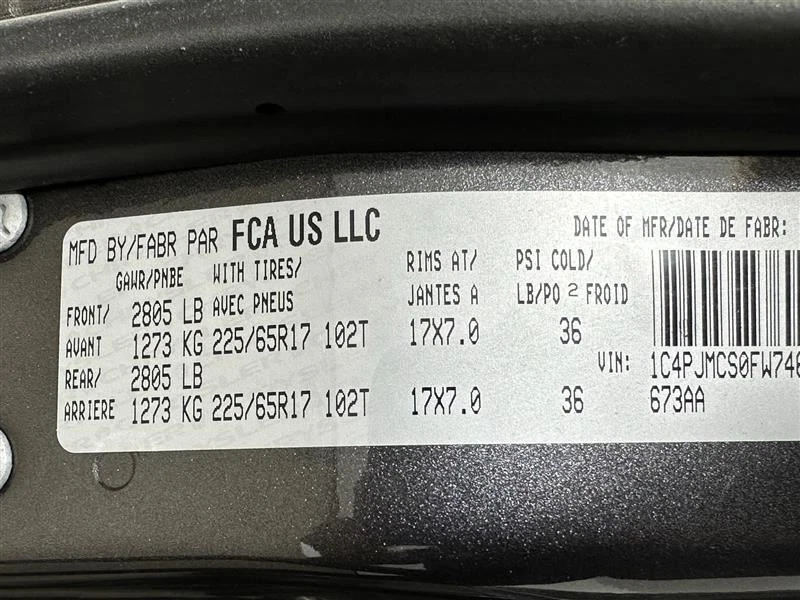 MFD BY/FABR PAR FCA US LLC DATE OF MFR/DATE DE FABR:
GAWR/PNBE WITH TIRES/ RIMS AT/ PSI COLD/
FRONT/ 2805 LB AVEC PNEUS JANTES A LB/PO 2 FROID
AVANT 1273 KG 225/65R17 102T 17X7.0 36
REAR/ 2805 LB VIN: 1C4PJMCS0FW746
ARRIERE 1273 KG 225/65R17 102T 17X7.0 36 673AA